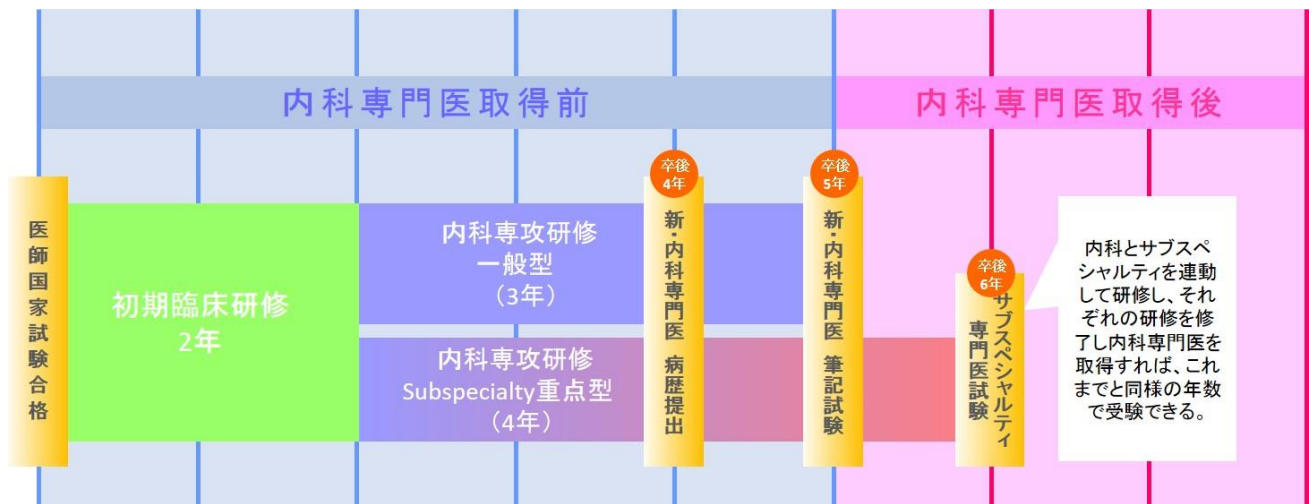 内科専門医取得前
内科専門医取得後
医師国家試験合格
初期臨床研修
2年
内科専攻研修
一般型
（3年）
内科専攻研修
Subspecialty重点型
（4年）
卒後
4年
新・内科専門医 病歴提出
卒後
5年
新・内科専門医 筆記試験
卒後
6年
サブスペシャルティ
専門医試験
内科とサブスペ
シャルティを連動
して研修し、それ
ぞれの研修を修
了し内科専門医を
取得すれば、これ
までと同様の年数
で受験できる。